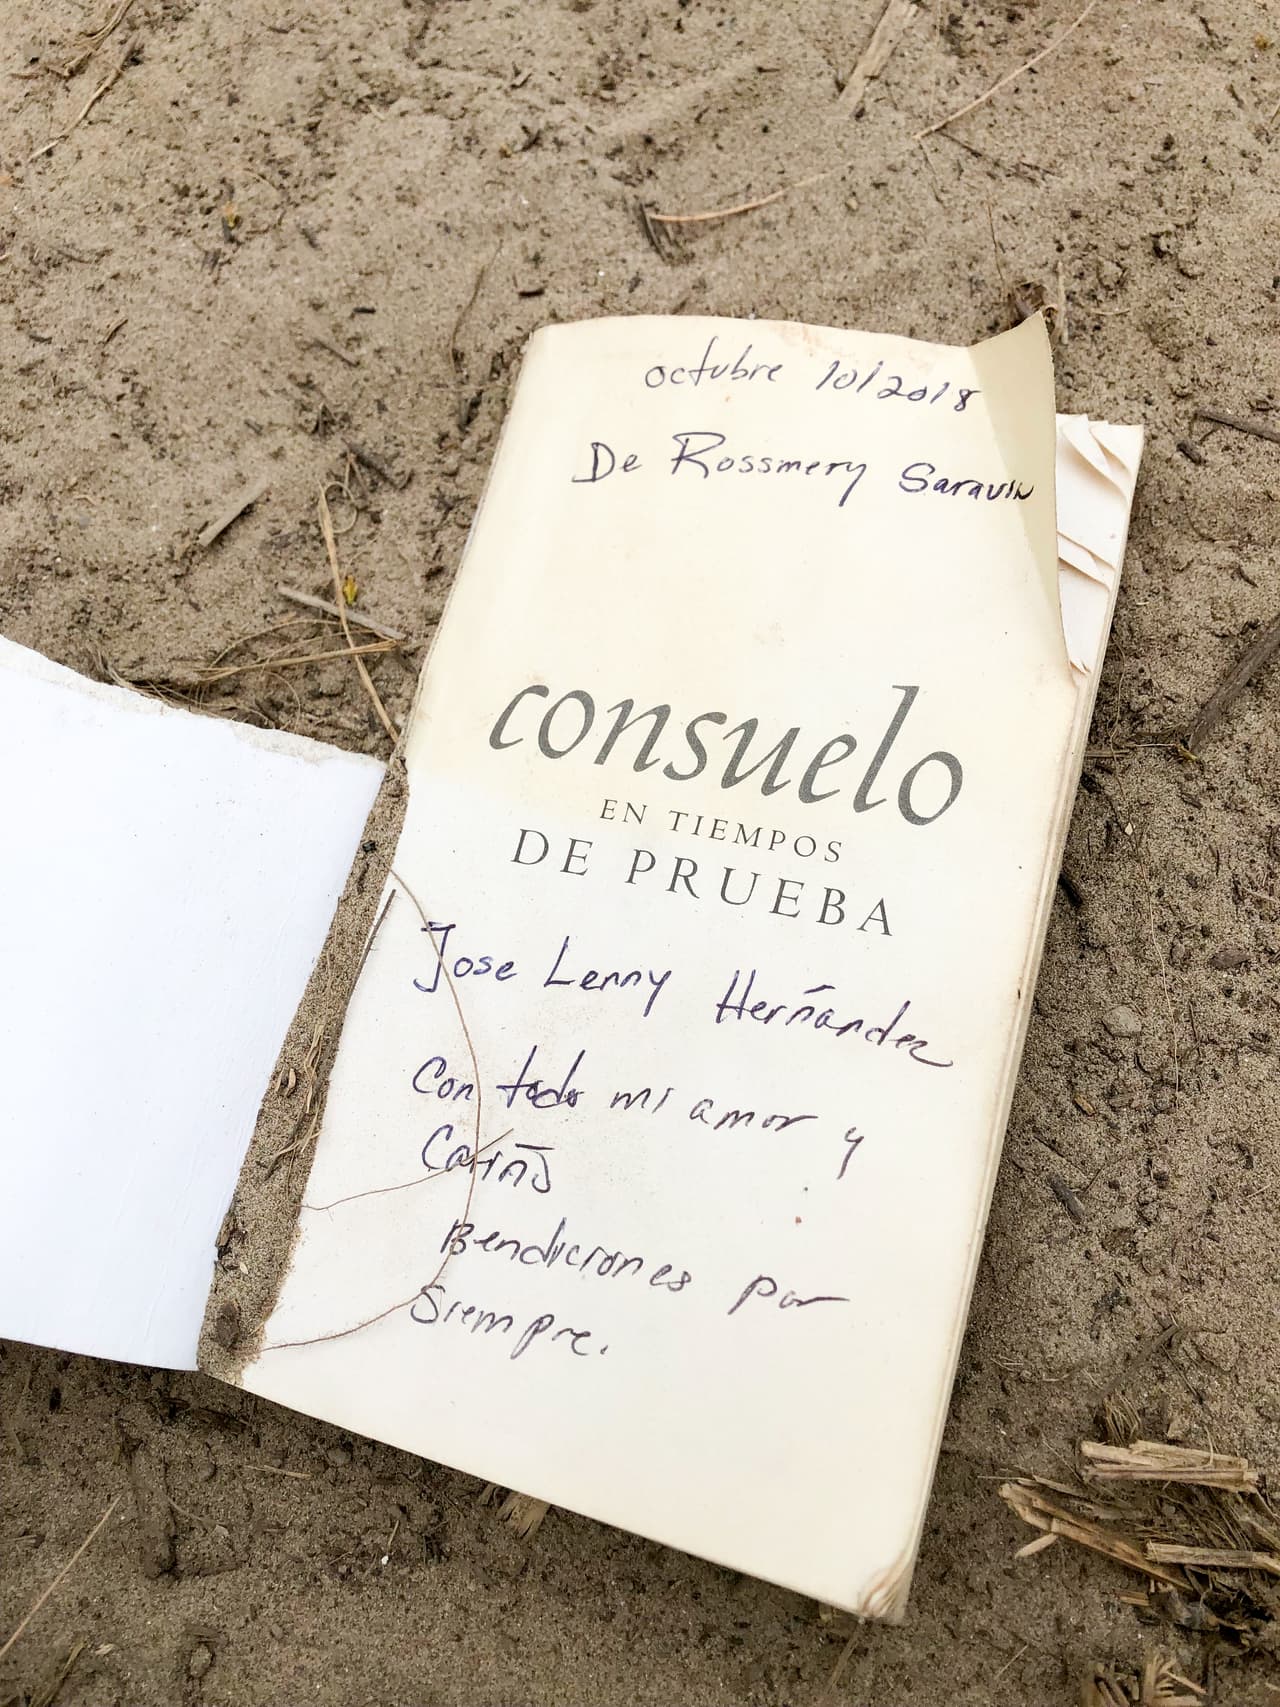 octubre 10/2018
De Rossmery Saravia
consuelo
EN TIEMPOS
DE PRUEBA
Jose Lenny Herñandez
Con todo mi amor y
Cariño
Bendiciones por
Siempre.